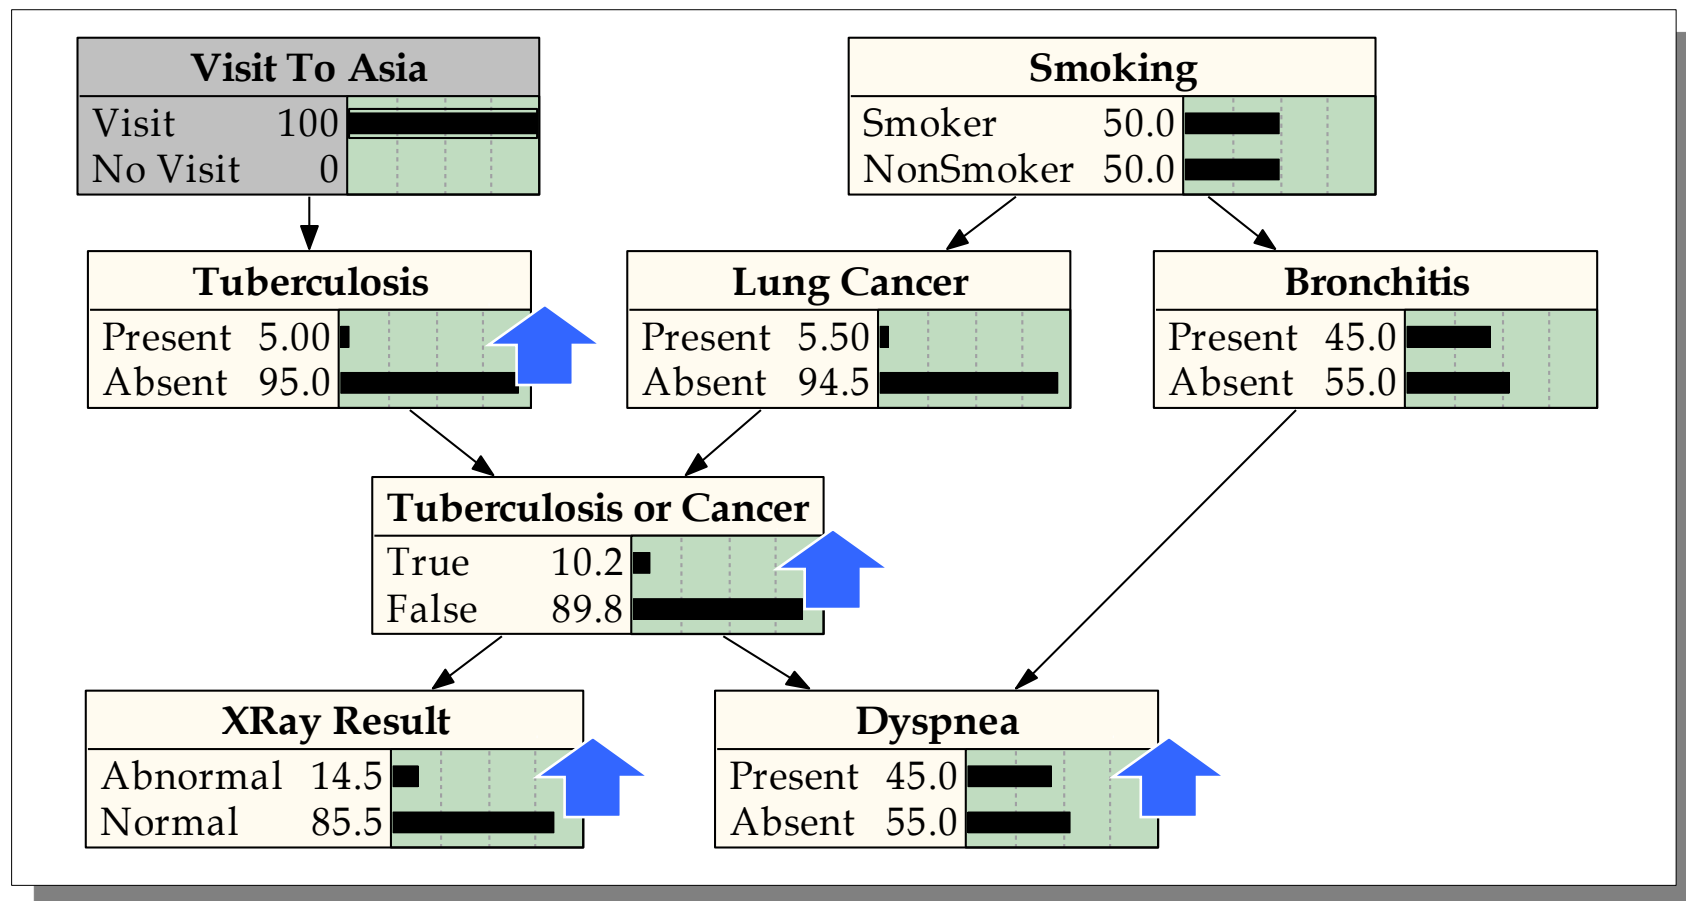 Visit To Asia
Visit 100
No Visit 0
Smoking
Smoker 50.0
NonSmoker 50.0
Tuberculosis
Present 5.00
Absent 95.0
Lung Cancer
Present 5.50
Absent 94.5
Bronchitis
Present 45.0
Absent 55.0
Tuberculosis or Cancer
True 10.2
False 89.8
XRay Result
Abnormal 14.5
Normal 85.5
Dyspnea
Present 45.0
Absent 55.0